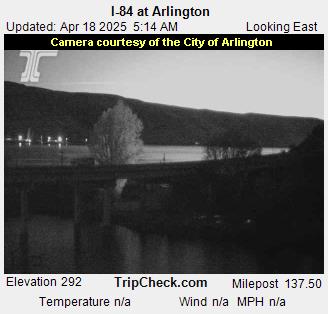 I-84 at Arlington
Updated: Apr 18 2025 5:14 AM Looking East
Camera courtesy of the City of Arlington
Elevation 292 TripCheck.com Milepost 137.50
Temperature n/a Wind n/a MPH n/a